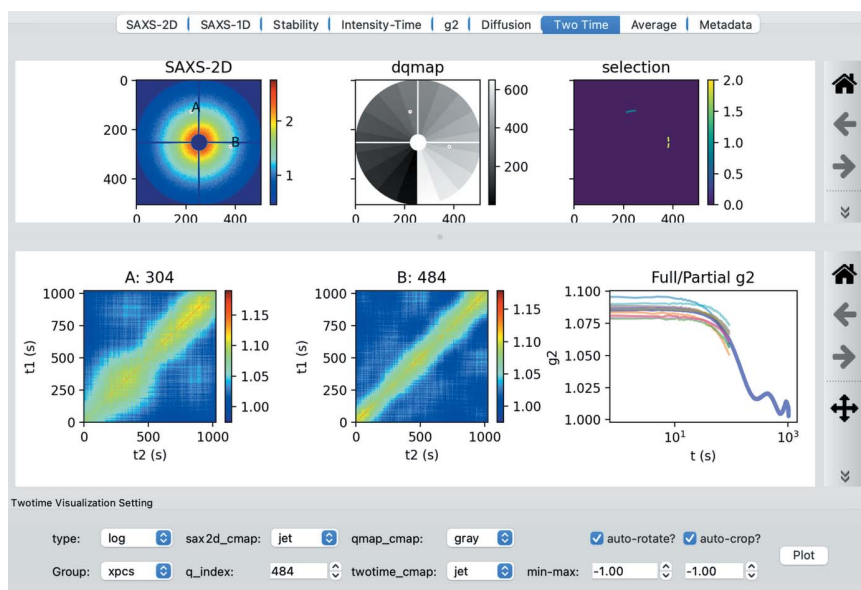 SAXS-2D SAXS-1D Stability Intensity-Time g2 Diffusion Two Time Average Metadata
SAXS-2D dqmap selection
0
200
400
0 200 400
A
B
2
1
0 200 400
600
400
200
0 200 400
2.0
1.5
1.0
0.5
0.0
A: 304 B: 484 Full/Partial g2
t1 (s)
1000
750
500
250
0
0 500 1000
t2 (s)
1.15
1.10
1.05
1.00
t1 (s)
1000
750
500
250
0
0 500 1000
t2 (s)
1.15
1.10
1.05
1.00
g2
1.100
1.075
1.050
1.025
1.000
10¹ 10³
t (s)
Twotime Visualization Setting
type: log sax2d_cmap: jet qmap_cmap: gray auto-rotate? auto-crop?
Group: xpcs q_index: 484 twotime_cmap: jet min-max: -1.00 -1.00 Plot